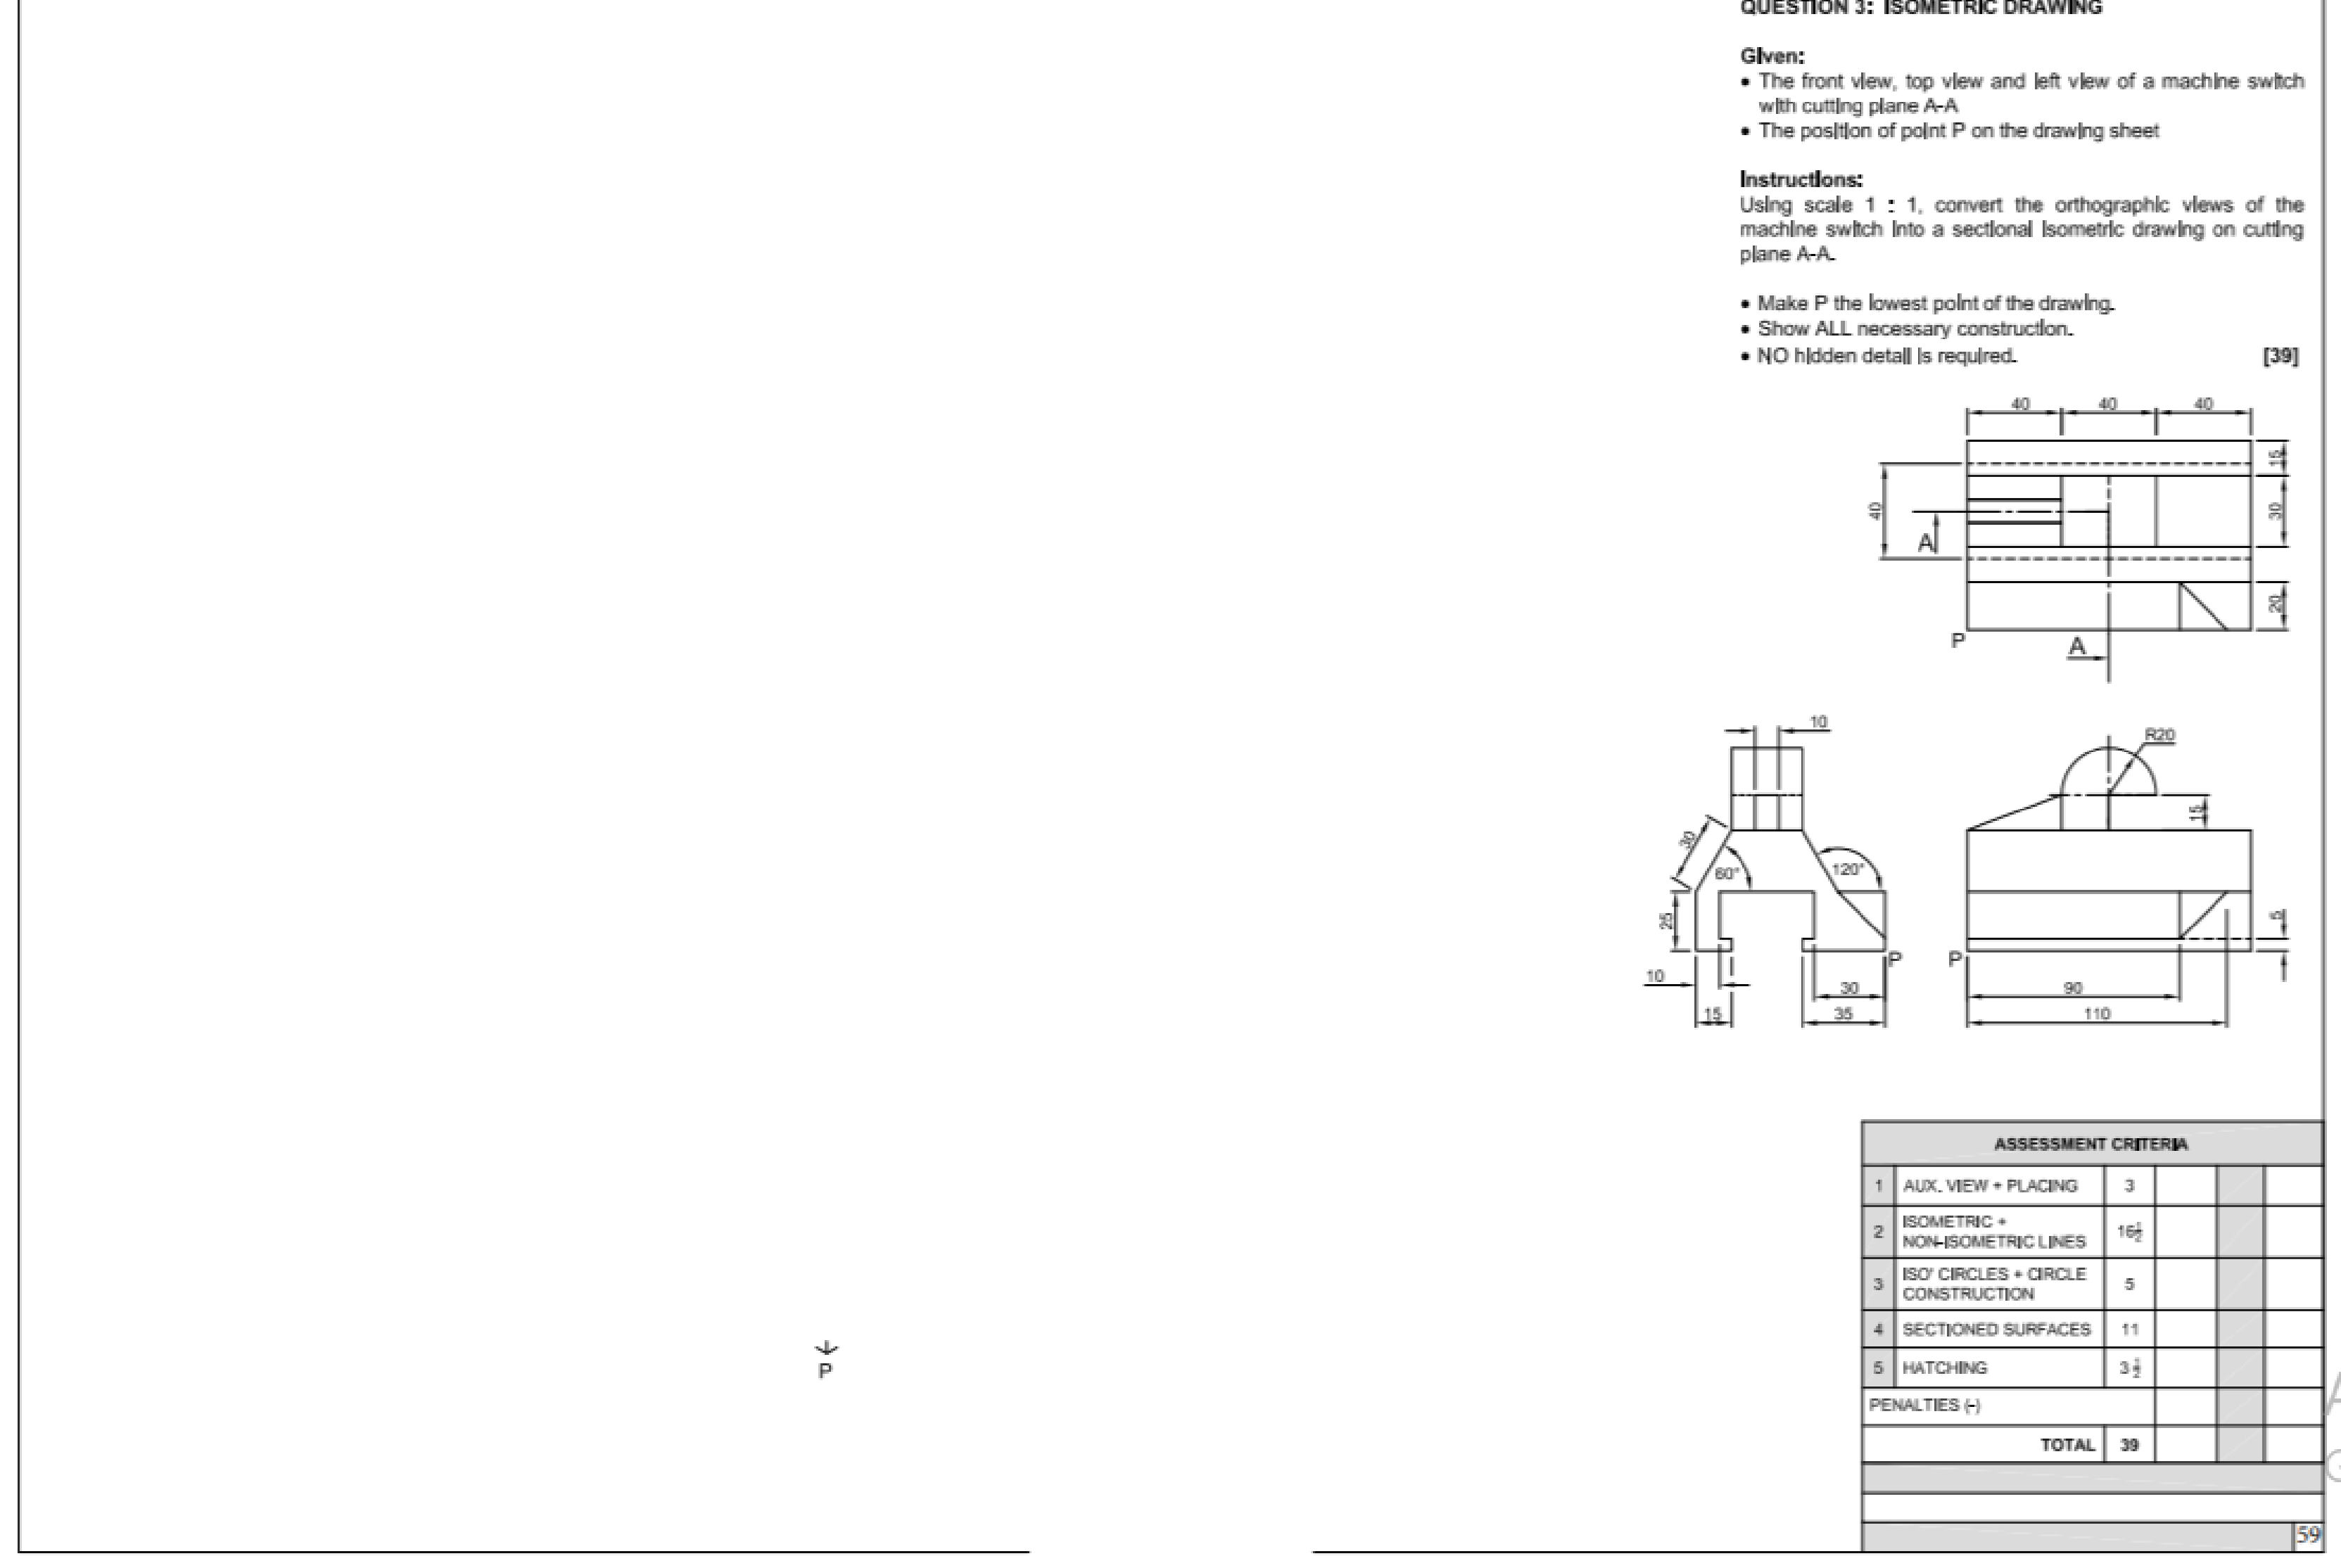 QUESTION 3: ISOMETRIC DRAWING
Given:
• The front view, top view and left view of a machine switch
with cutting plane A-A
• The position of point P on the drawing sheet
Instructions:
Using scale 1 : 1, convert the orthographic views of the
machine switch into a sectional isometric drawing on cutting
plane A-A.
• Make P the lowest point of the drawing.
• Show ALL necessary construction.
• NO hidden detail is required. [39]
40 40 40
15
40
30
A
20
P
A
10
R20
30
15
60°
120°
25
5
P
P
10
30
90
15
35
110
P
ASSESSMENT CRITERIA
1 AUX. VIEW + PLACING 3
2 ISOMETRIC +
NON-ISOMETRIC LINES 16½
3 ISO' CIRCLES + CIRCLE
CONSTRUCTION 5
4 SECTIONED SURFACES 11
5 HATCHING 3½
PENALTIES (-)
TOTAL 39
59